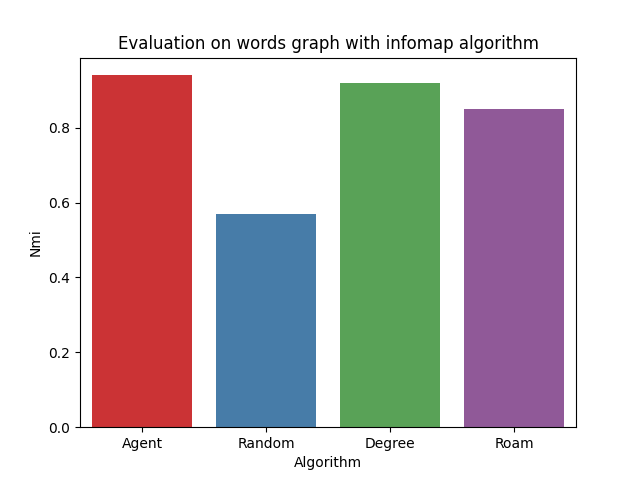 Evaluation on words graph with infomap algorithm
Nmi
0.8
0.6
0.4
0.2
0.0
Agent Random Degree Roam
Algorithm